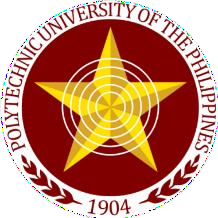 POLYTECHNIC UNIVERSITY OF THE PHILIPPINES
1904